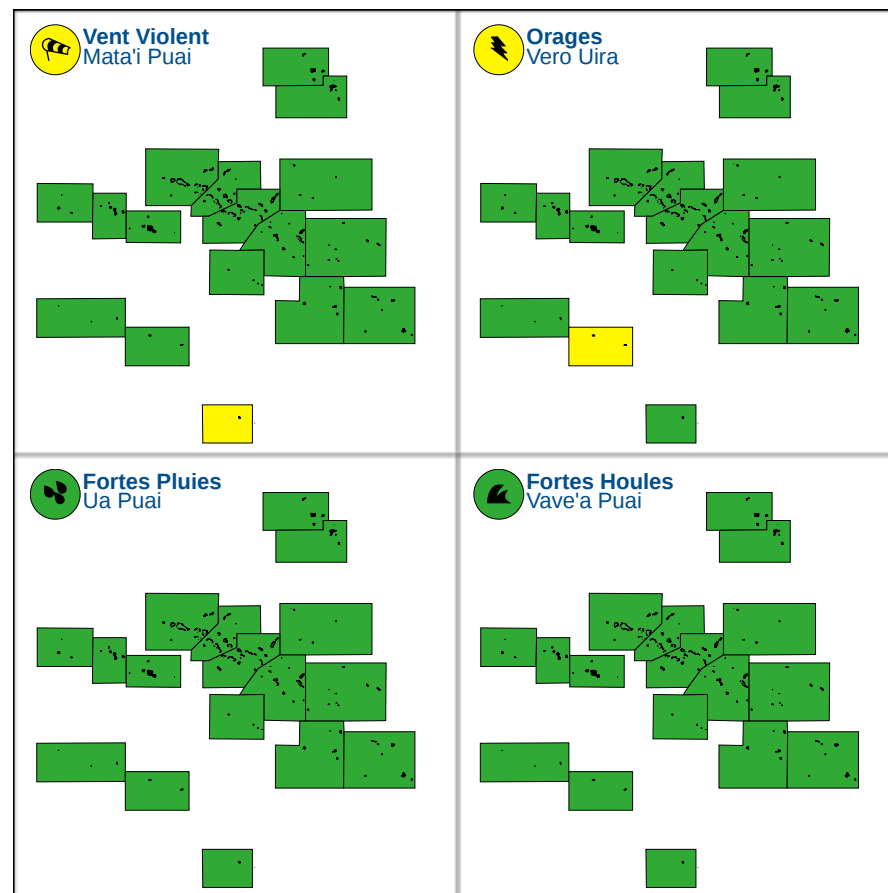 Vent Violent
Mata'i Puai
Orages
Vero Uira
Fortes Pluies
Ua Puai
Fortes Houles
Vave'a Puai